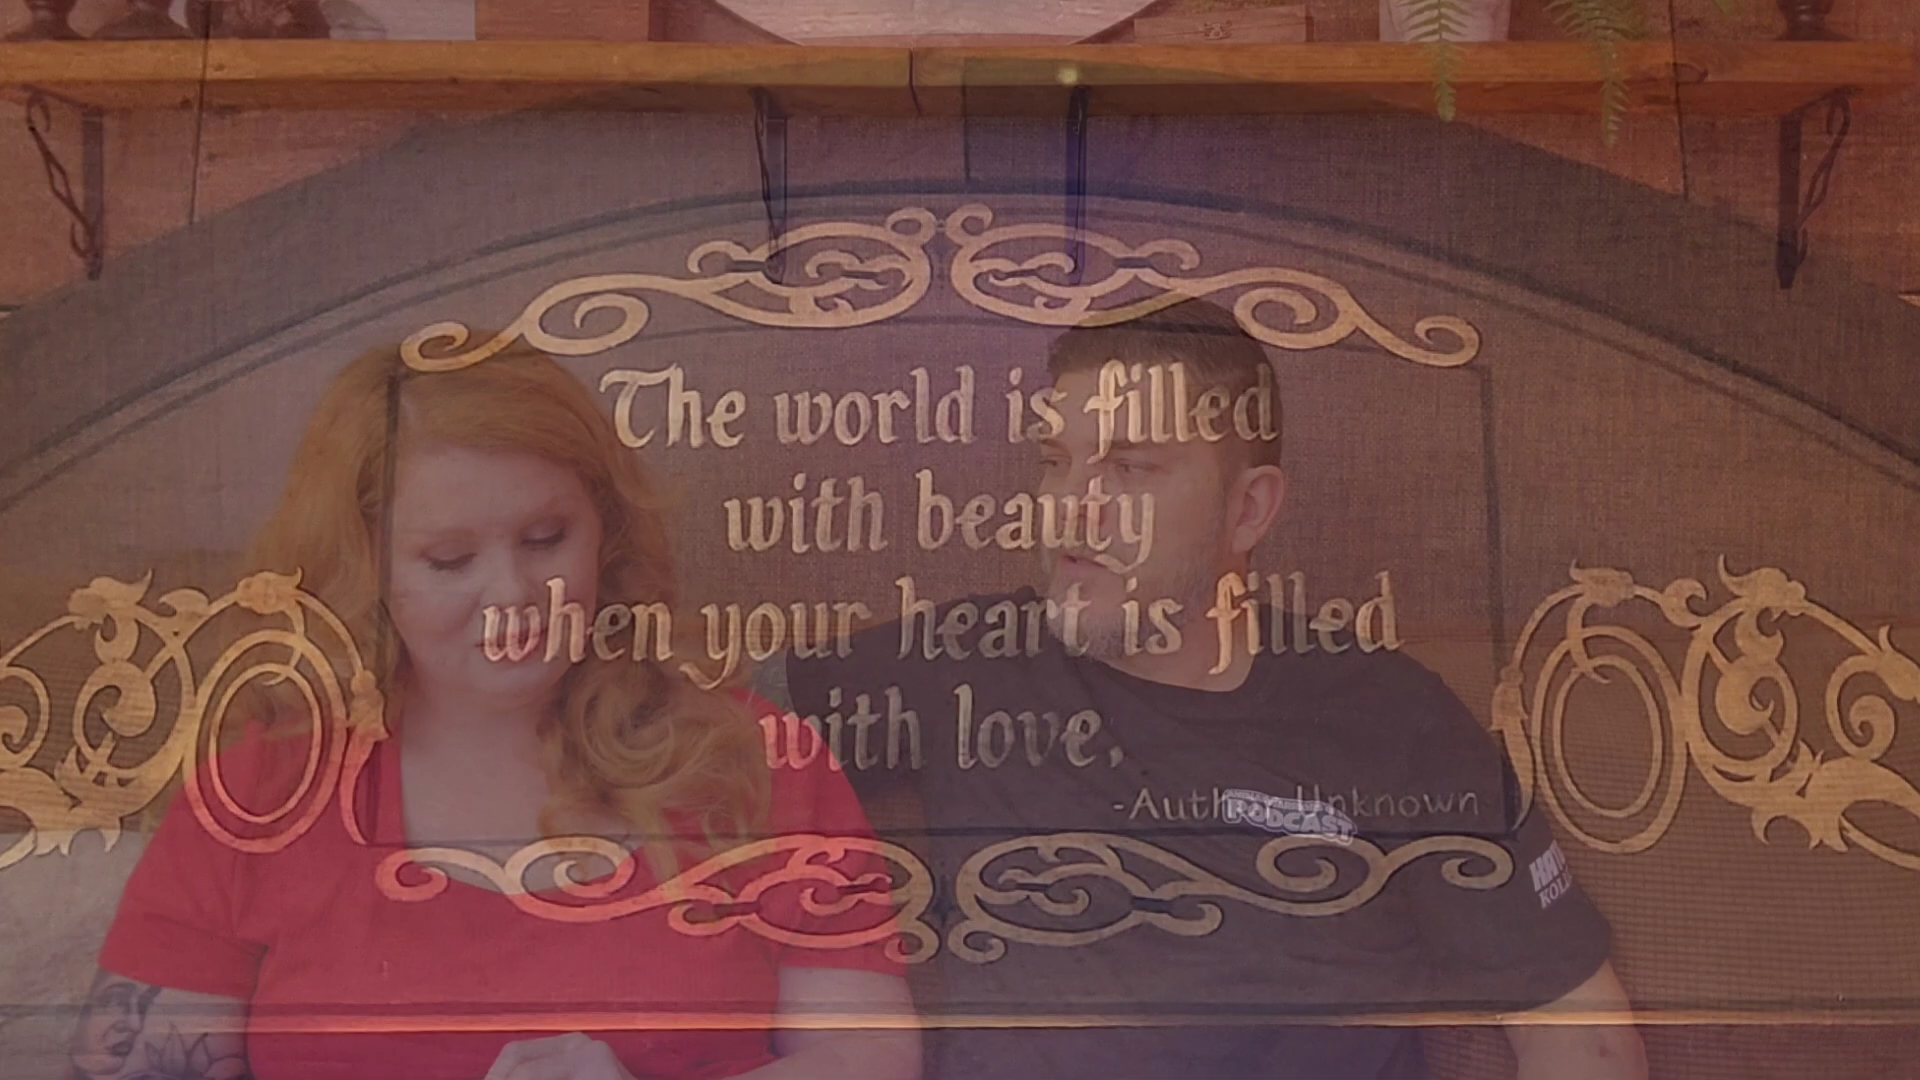 The world is filled
with beauty
when your heart is filled
with love.
-Author Unknown
PODCAST